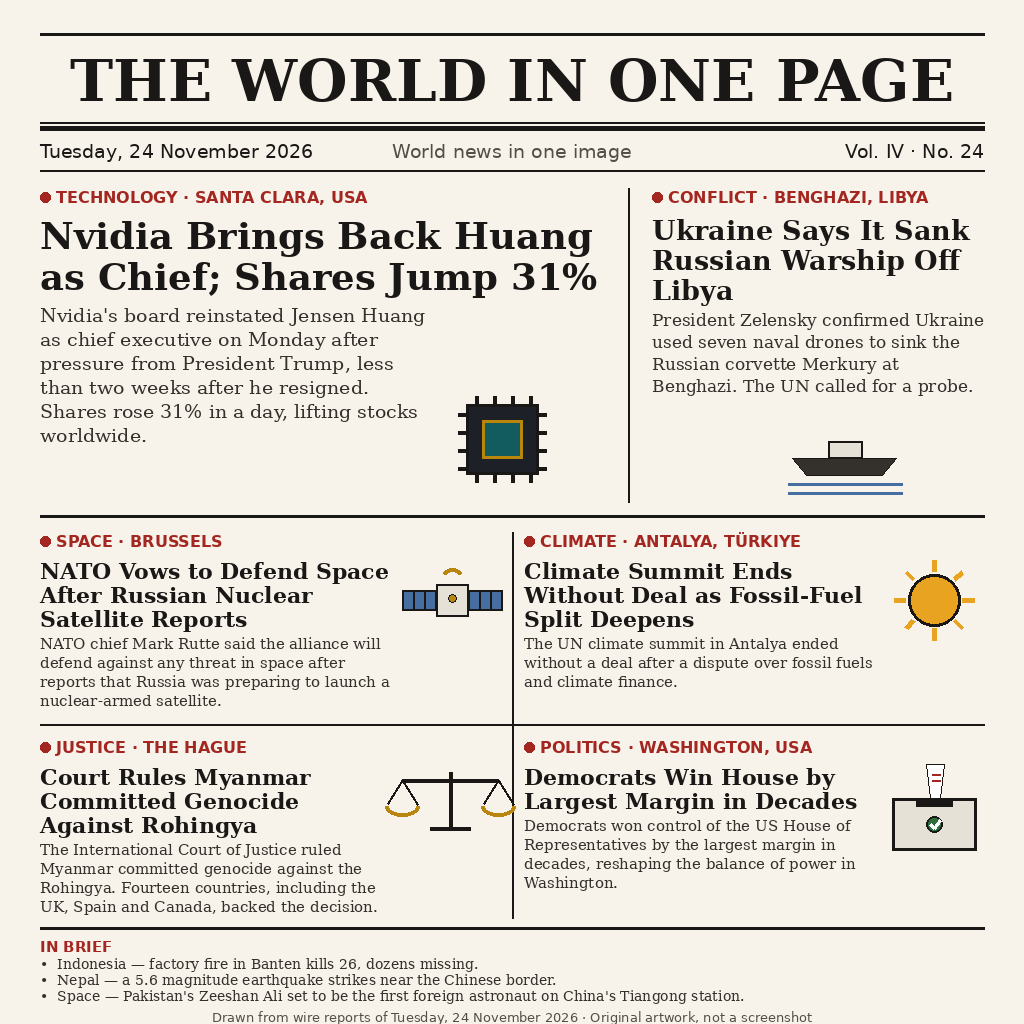 THE WORLD IN ONE PAGE
Tuesday, 24 November 2026
World news in one image
Vol. IV · No. 24
TECHNOLOGY · SANTA CLARA, USA
Nvidia Brings Back Huang
as Chief; Shares Jump 31%
Nvidia's board reinstated Jensen Huang
as chief executive on Monday after
pressure from President Trump, less
than two weeks after he resigned.
Shares rose 31% in a day, lifting stocks
worldwide.
CONFLICT · BENGHAZI, LIBYA
Ukraine Says It Sank
Russian Warship Off
Libya
President Zelensky confirmed Ukraine
used seven naval drones to sink the
Russian corvette Merkury at
Benghazi. The UN called for a probe.
SPACE · BRUSSELS
NATO Vows to Defend Space
After Russian Nuclear
Satellite Reports
NATO chief Mark Rutte said the alliance will
defend against any threat in space after
reports that Russia was preparing to launch a
nuclear-armed satellite.
CLIMATE · ANTALYA, TÜRKIYE
Climate Summit Ends
Without Deal as Fossil-Fuel
Split Deepens
The UN climate summit in Antalya ended
without a deal after a dispute over fossil fuels
and climate finance.
JUSTICE · THE HAGUE
Court Rules Myanmar
Committed Genocide
Against Rohingya
The International Court of Justice ruled
Myanmar committed genocide against the
Rohingya. Fourteen countries, including the
UK, Spain and Canada, backed the decision.
POLITICS · WASHINGTON, USA
Democrats Win House by
Largest Margin in Decades
Democrats won control of the US House of
Representatives by the largest margin in
decades, reshaping the balance of power in
Washington.
IN BRIEF
• Indonesia — factory fire in Banten kills 26, dozens missing.
• Nepal — a 5.6 magnitude earthquake strikes near the Chinese border.
• Space — Pakistan's Zeeshan Ali set to be the first foreign astronaut on China's Tiangong station.
Drawn from wire reports of Tuesday, 24 November 2026 · Original artwork, not a screenshot